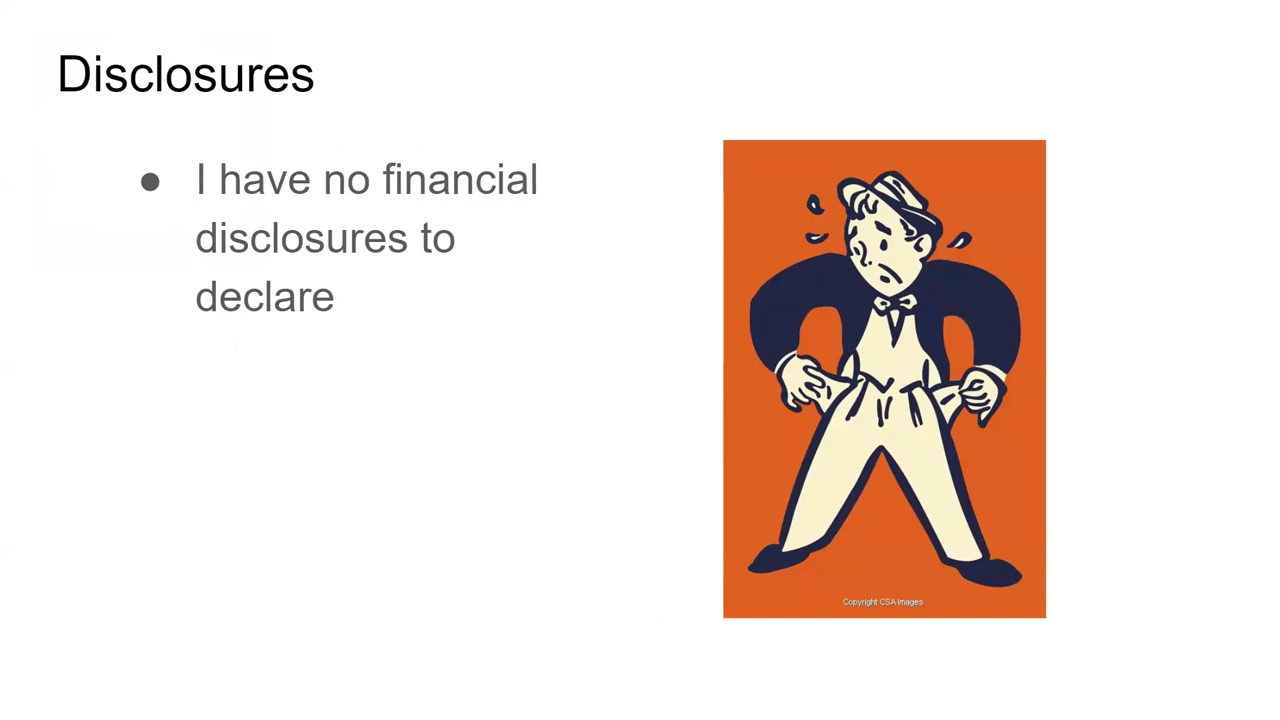 Disclosures
● I have no financial
disclosures to
declare
Copyright CSA Images